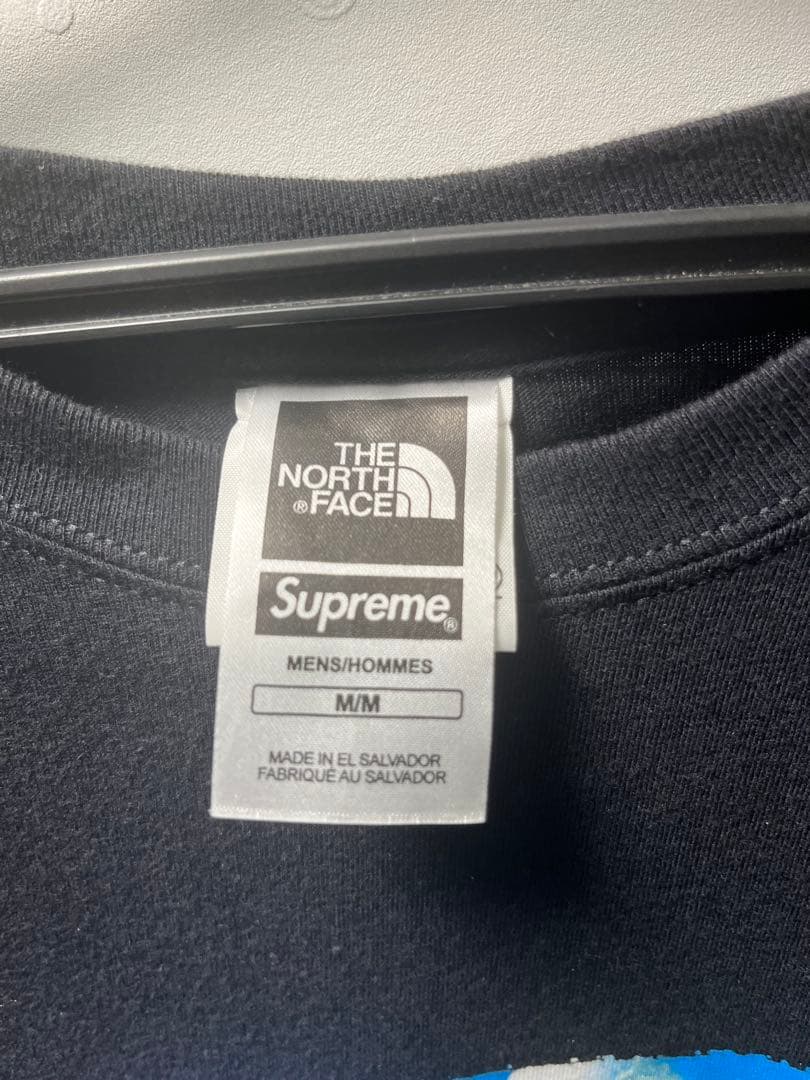 THE
NORTH
® FACE
Supreme®
MENS/HOMMES
M/M
MADE IN EL SALVADOR
FABRIQUÉ AU SALVADOR